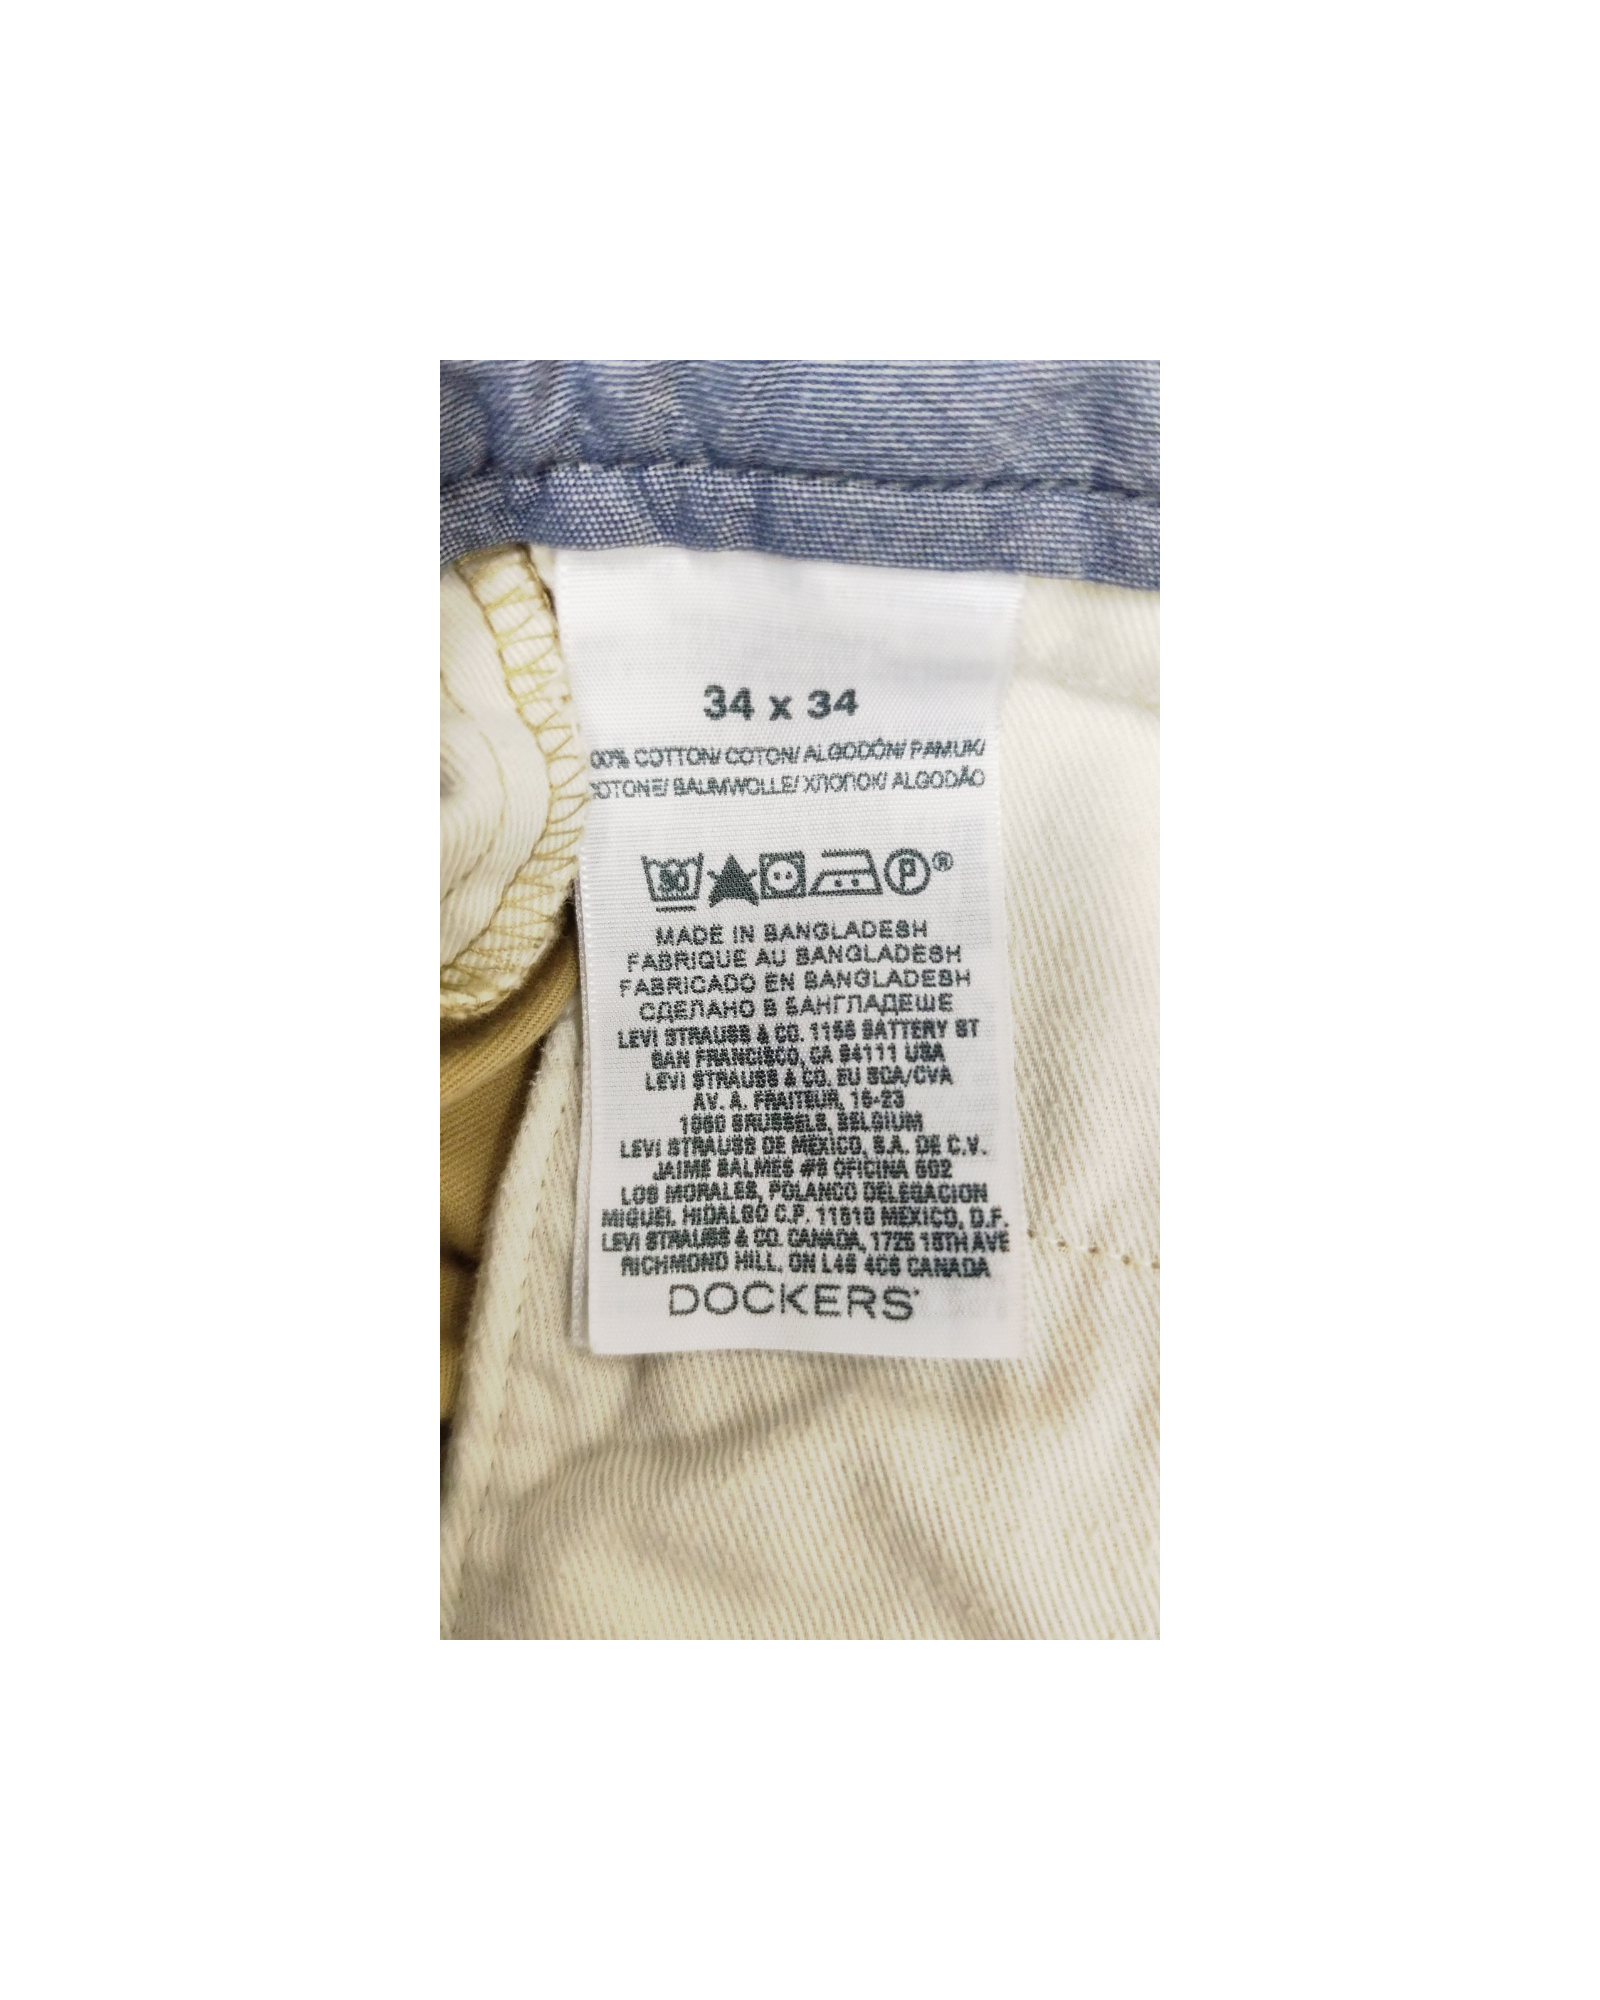 34 x 34
00% COTTON/ COTON/ ALGODÓN/ PAMUK/
COTONE/ BAUMWOLLE/ ХЛОПОК/ ALGODÃO
30
P ®
MADE IN BANGLADESH
FABRIQUE AU BANGLADESH
FABRICADO EN BANGLADESH
СДЕЛАНО В БАНГЛАДЕШЕ
LEVI STRAUSS & CO. 1155 BATTERY ST
SAN FRANCISCO, CA 94111 USA
LEVI STRAUSS & CO. EU SCA/CVA
AV. A. FRAITEUR, 15-23
BRUSSELS, BELGIUM
LEVI STRAUSS DE MEXICO, S.A. DE C.V.
JAIME BALMES #8 OFICINA 602
LOS MORALES, POLANCO DELEGACION
MIGUEL HIDALGO C.P. 11510 MEXICO, D.F.
LEVI STRAUSS & CO. CANADA, 1725 16TH AVE
RICHMOND HILL, ON CANADA
DOCKERS